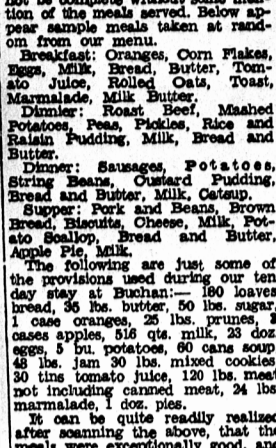 tion of the meals served. Below ap-
pear sample meals taken at rand-
om from our menu.
Breakfast: Oranges, Corn Flakes,
Eggs, Milk, Bread, Butter, Tom-
ato Juice, Rolled Oats, Toast,
Marmalade, Milk Butter.
Dinnier: Roast Beef, Mashed
Potatoes, Peas, Pickles, Rice and
Raisin Pudding, Milk, Bread and
Butter.
Dinner: Sausages, Potatoes,
String Beans, Custard Pudding,
Bread and Butter, Milk, Catsup.
Supper: Pork and Beans, Brown
Bread, Biscuits, Cheese, Milk, Pot-
ato Scallop, Bread and Butter.
Apple Pie, Milk.
The following are just some of
the provisions used during our ten
day stay at Buchan:— 180 loaves
bread, 35 lbs. butter, 50 lbs. sugar
1 case oranges, 25 lbs. prunes,
cases apples, 516 qts. milk, 23 doz
eggs, 5 bu. potatoes, 60 cans soup
48 lbs. jam 30 lbs. mixed cookies
30 tins tomato juice, 120 lbs. meat
not including canned meat, 24 lbs
marmalade, 1 doz. pies.
It can be quite readily realized
after scanning the above, that the
meals were exceptionally good.